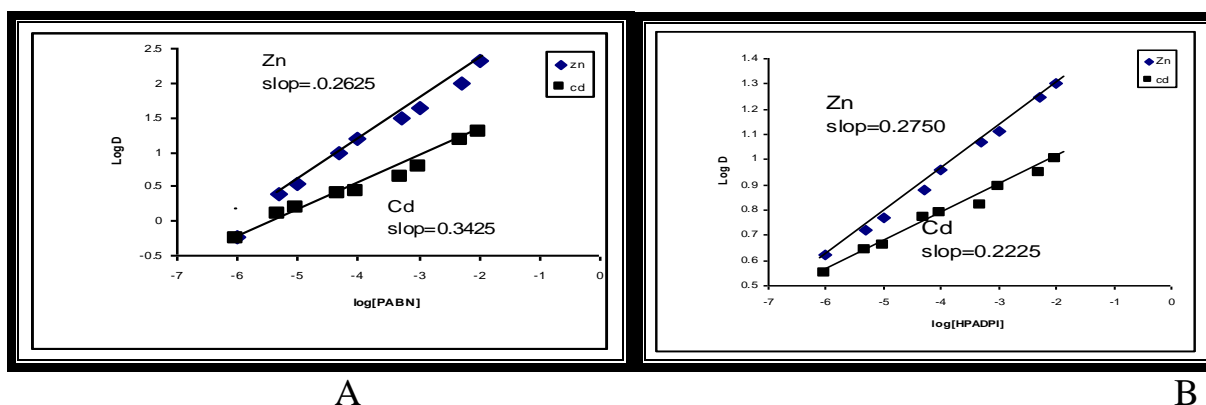 2.5
2
1.5
1
0.5
0
-0.5
-7
-6
-5
-4
-3
-2
-1
0
Log D
log[PABN]
Zn
slop=.0.2625
Cd
slop=0.3425
zn
cd
A
1.4
1.3
1.2
1.1
1
0.9
0.8
0.7
0.6
0.5
-7
-6
-5
-4
-3
-2
-1
0
Log D
log[HPADPI]
Zn
slop=0.2750
Cd
slop=0.2225
Zn
cd
B